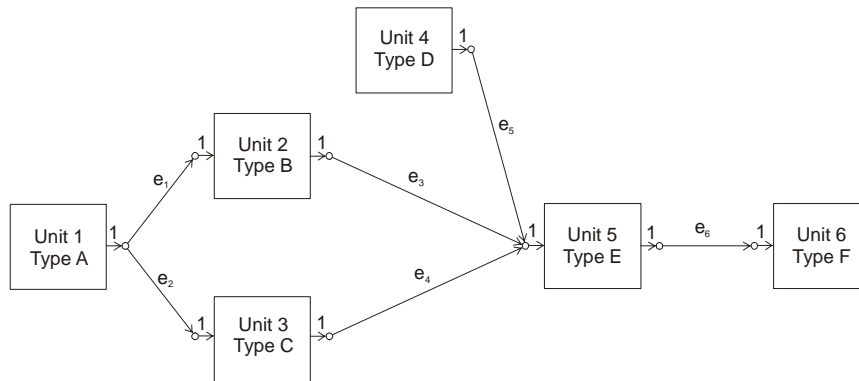 Unit 4
Type D
1
e₅
Unit 2
Type B
1
1
e₁
e₃
Unit 1
Type A
1
Unit 5
Type E
1
1
e₆
1
Unit 6
Type F
e₂
e₄
Unit 3
Type C
1
1